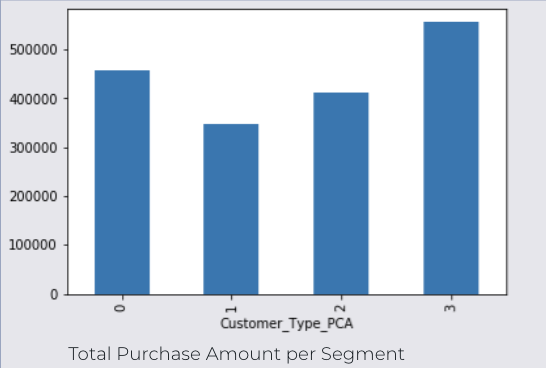 500000
400000
300000
200000
100000
0
0 1 2 3
Customer_Type_PCA
Total Purchase Amount per Segment